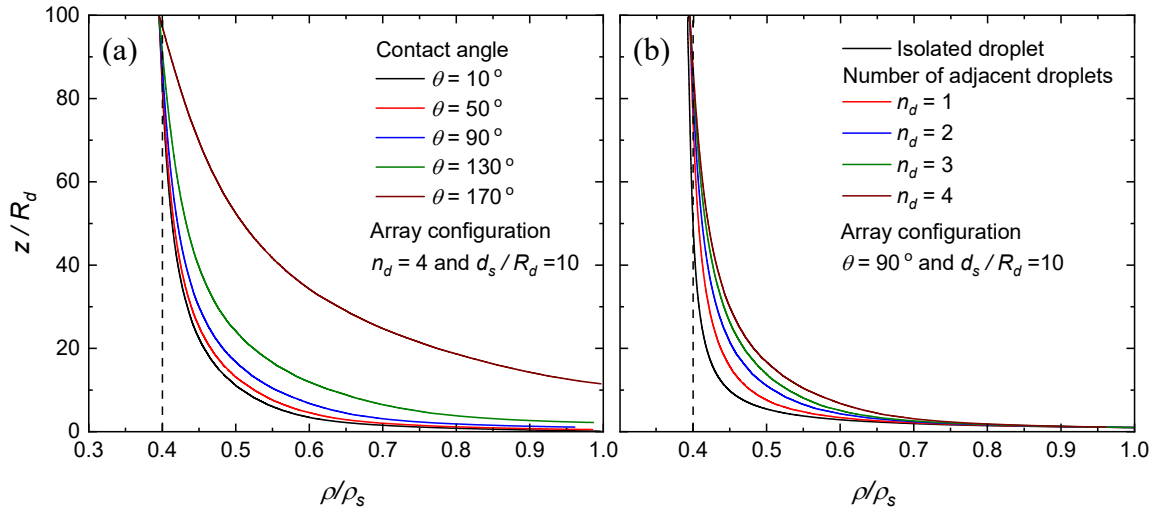 (a)
Contact angle
θ = 10 °
θ = 50 °
θ = 90 °
θ = 130 °
θ = 170 °
Array configuration
n_d = 4 and d_s / R_d =10
100
80
60
40
20
0
z / R_d
0.3 0.4 0.5 0.6 0.7 0.8 0.9 1.0
ρ/ρ_s
(b)
Isolated droplet
Number of adjacent droplets
n_d = 1
n_d = 2
n_d = 3
n_d = 4
Array configuration
θ = 90 ° and d_s / R_d =10
0.4 0.5 0.6 0.7 0.8 0.9 1.0
ρ/ρ_s